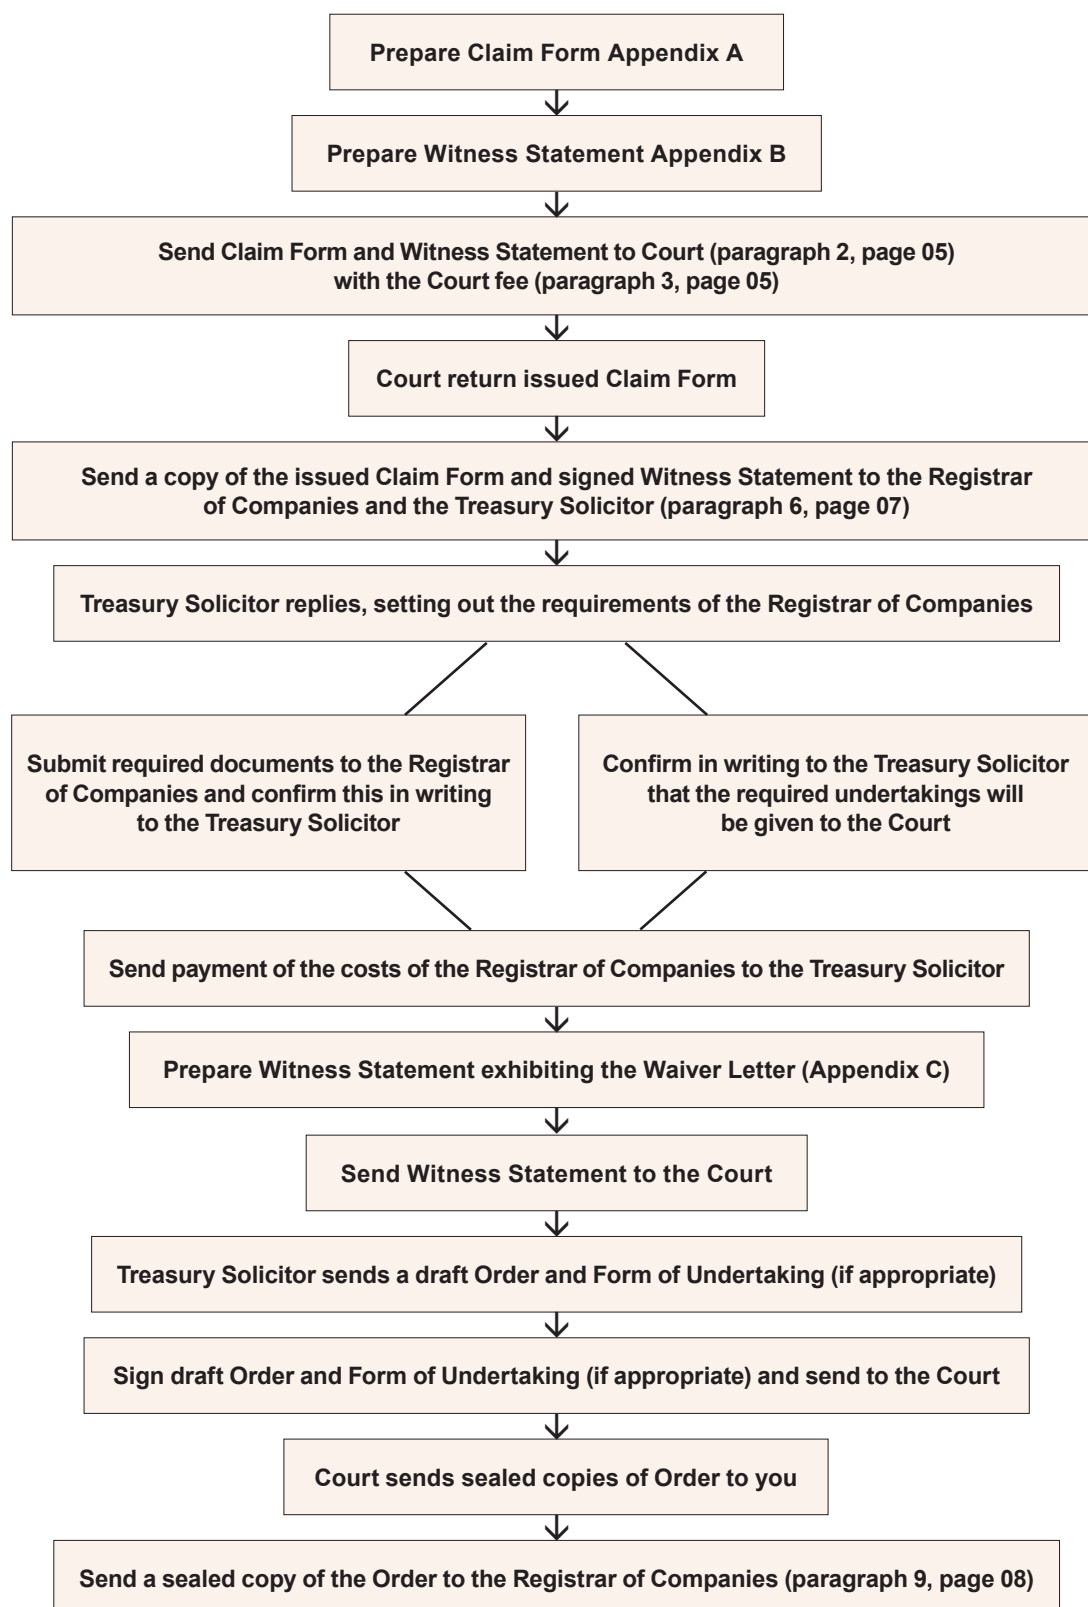 Prepare Claim Form Appendix A
Prepare Witness Statement Appendix B
Send Claim Form and Witness Statement to Court (paragraph 2, page 05)
with the Court fee (paragraph 3, page 05)
Court return issued Claim Form
Send a copy of the issued Claim Form and signed Witness Statement to the Registrar
of Companies and the Treasury Solicitor (paragraph 6, page 07)
Treasury Solicitor replies, setting out the requirements of the Registrar of Companies
Submit required documents to the Registrar
of Companies and confirm this in writing
to the Treasury Solicitor
Confirm in writing to the Treasury Solicitor
that the required undertakings will
be given to the Court
Send payment of the costs of the Registrar of Companies to the Treasury Solicitor
Prepare Witness Statement exhibiting the Waiver Letter (Appendix C)
Send Witness Statement to the Court
Treasury Solicitor sends a draft Order and Form of Undertaking (if appropriate)
Sign draft Order and Form of Undertaking (if appropriate) and send to the Court
Court sends sealed copies of Order to you
Send a sealed copy of the Order to the Registrar of Companies (paragraph 9, page 08)